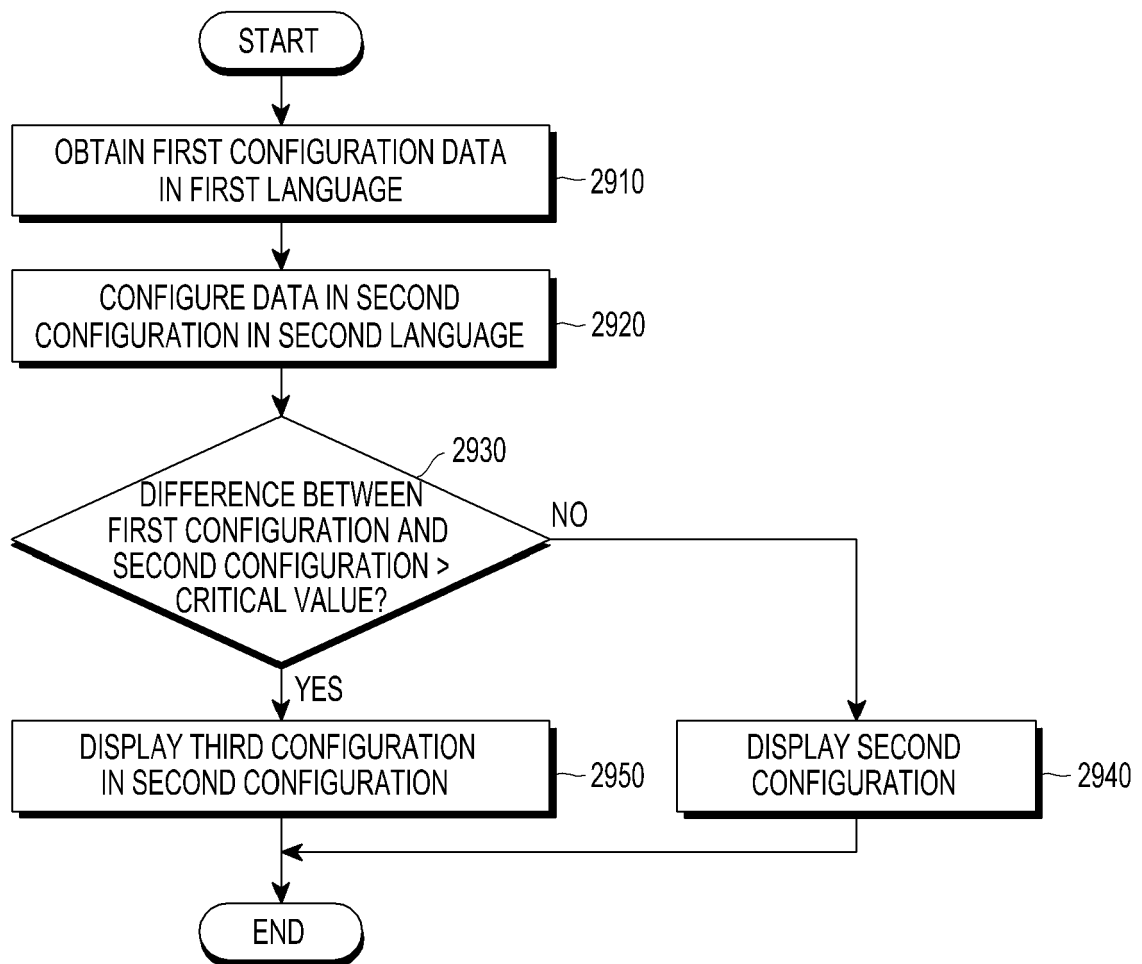 START
OBTAIN FIRST CONFIGURATION DATA
IN FIRST LANGUAGE
2910
CONFIGURE DATA IN SECOND
CONFIGURATION IN SECOND LANGUAGE
2920
2930
DIFFERENCE BETWEEN
FIRST CONFIGURATION AND
SECOND CONFIGURATION >
CRITICAL VALUE?
NO
YES
DISPLAY THIRD CONFIGURATION
IN SECOND CONFIGURATION
2950
DISPLAY SECOND
CONFIGURATION
2940
END